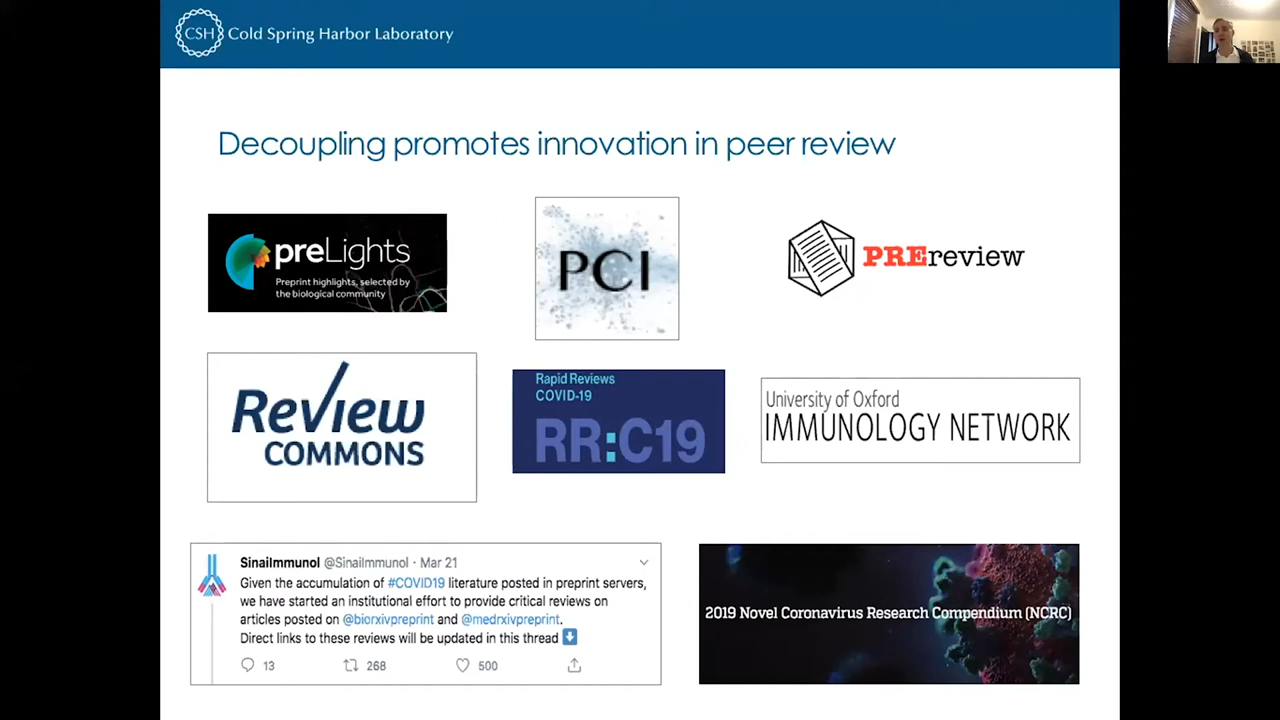 CSH Cold Spring Harbor Laboratory
Decoupling promotes innovation in peer review
preLights
Preprint highlights, selected by
the biological community
PCI
PREreview
Review
COMMONS
Rapid Reviews
COVID-19
RR:C19
University of Oxford
IMMUNOLOGY NETWORK
SinaiImmunol @SinaiImmunol · Mar 21
Given the accumulation of #COVID19 literature posted in preprint servers,
we have started an institutional effort to provide critical reviews on
articles posted on @biorxivpreprint and @medrxivpreprint.
Direct links to these reviews will be updated in this thread ⬇️
13 268 500
2019 Novel Coronavirus Research Compendium (NCRC)